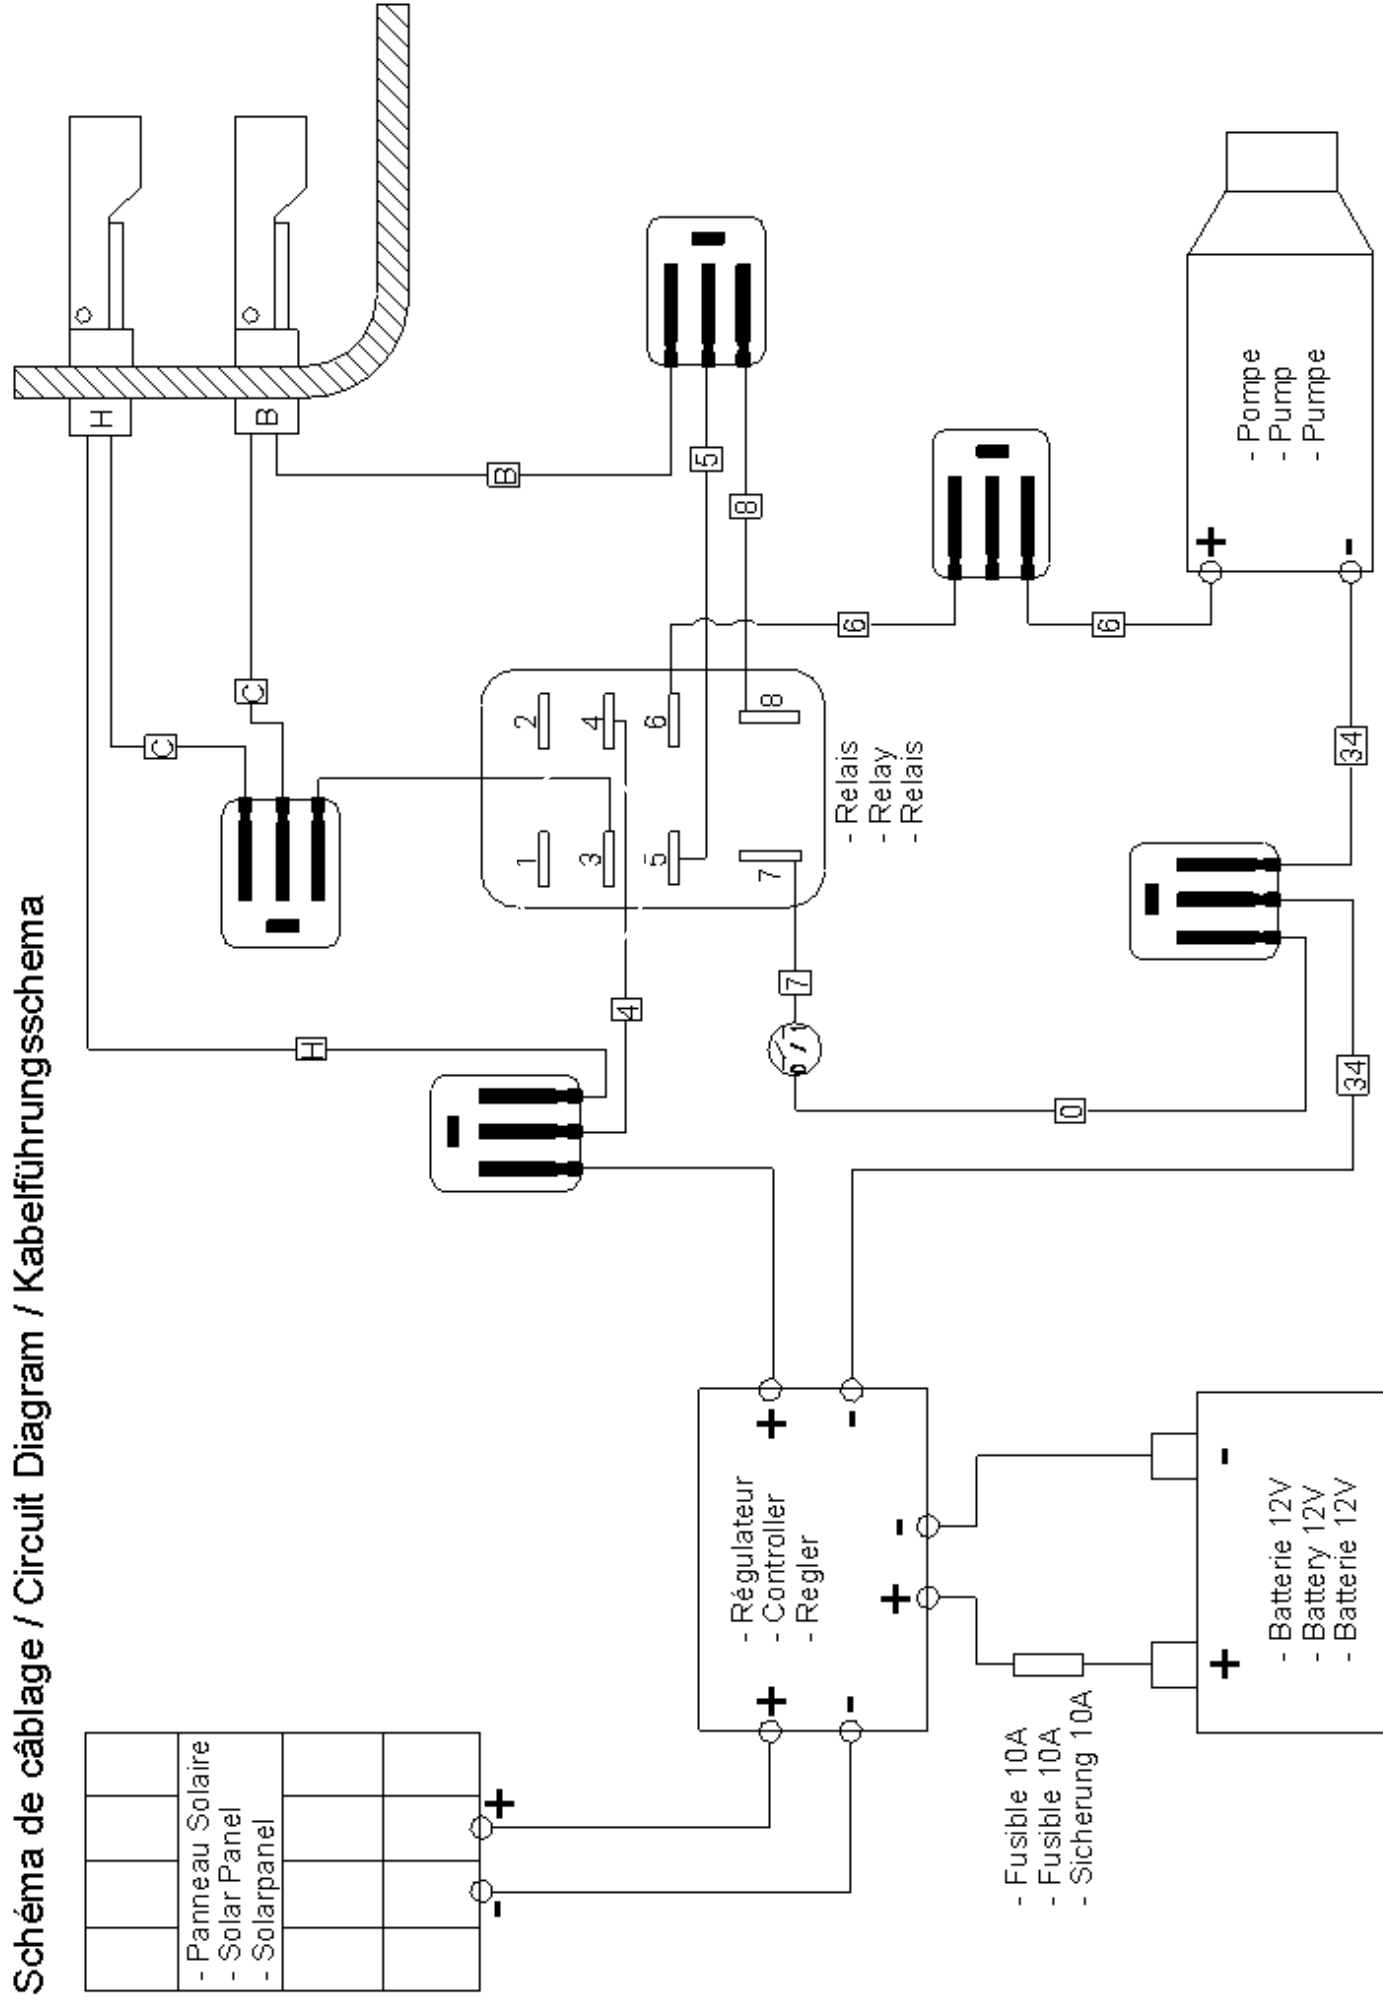 Schéma de câblage / Circuit Diagram / Kabelführungsschema
- Panneau Solaire
- Solar Panel
- Solarpanel
-
+
+
-
- Régulateur
- Controller
- Regler
+
-
+
-
- Fusible 10A
- Fusible 10A
- Sicherung 10A
+
-
- Batterie 12V
- Battery 12V
- Batterie 12V
H
B
H
C
C
B
5
8
4
7
0 / 1
0
1
2
3
4
5
6
7
8
- Relais
- Relay
- Relais
6
6
34
34
+
-
- Pompe
- Pump
- Pumpe